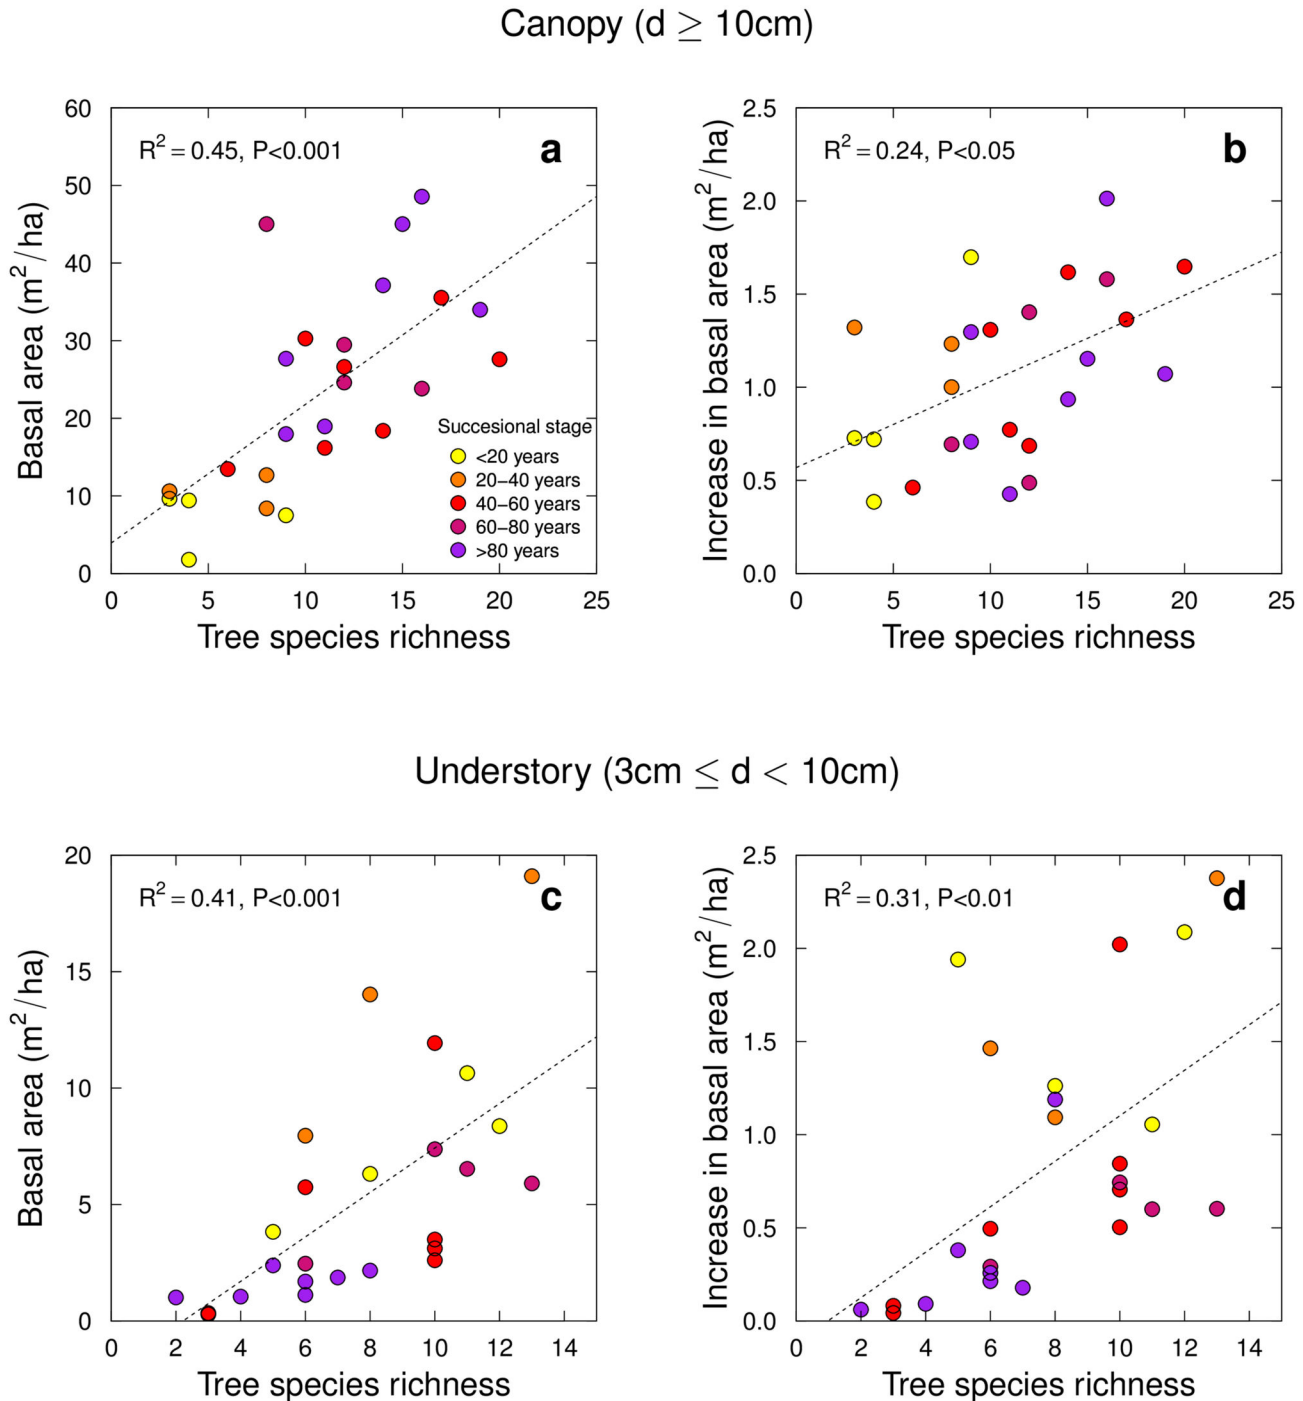 Canopy (d ≥ 10cm)
R² = 0.45, P<0.001
a
Basal area (m²/ha)
60
50
40
30
20
10
0
Succesional stage
<20 years
20–40 years
40–60 years
60–80 years
>80 years
0 5 10 15 20 25
Tree species richness
R² = 0.24, P<0.05
b
Increase in basal area (m²/ha)
2.5
2.0
1.5
1.0
0.5
0.0
0 5 10 15 20 25
Tree species richness
Understory (3cm ≤ d < 10cm)
R² = 0.41, P<0.001
c
Basal area (m²/ha)
20
15
10
5
0
0 2 4 6 8 10 12 14
Tree species richness
R² = 0.31, P<0.01
d
Increase in basal area (m²/ha)
2.5
2.0
1.5
1.0
0.5
0.0
0 2 4 6 8 10 12 14
Tree species richness